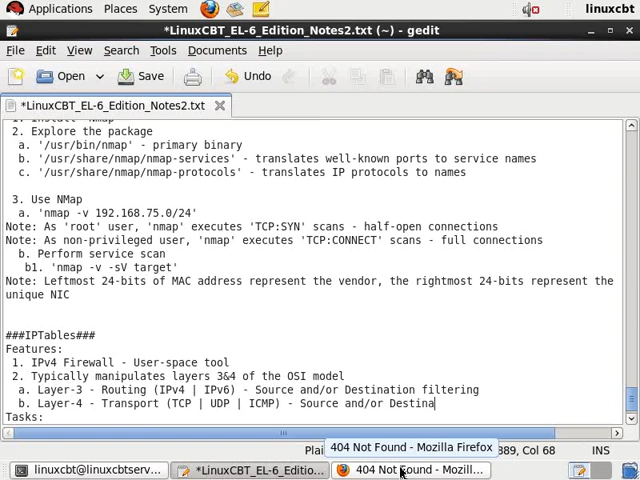 Applications Places System linuxcbt
*LinuxCBT_EL-6_Edition_Notes2.txt (~) - gedit
File Edit View Search Tools Documents Help
Open Save Undo
*LinuxCBT_EL-6_Edition_Notes2.txt
2. Explore the package
a. '/usr/bin/nmap' - primary binary
b. '/usr/share/nmap/nmap-services' - translates well-known ports to service names
c. '/usr/share/nmap/nmap-protocols' - translates IP protocols to names
3. Use NMap
a. 'nmap -v 192.168.75.0/24'
Note: As 'root' user, 'nmap' executes 'TCP:SYN' scans - half-open connections
Note: As non-privileged user, 'nmap' executes 'TCP:CONNECT' scans - full connections
b. Perform service scan
b1. 'nmap -v -sV target'
Note: Leftmost 24-bits of MAC address represent the vendor, the rightmost 24-bits represent the
unique NIC
###IPTables###
Features:
1. IPv4 Firewall - User-space tool
2. Typically manipulates layers 3&4 of the OSI model
a. Layer-3 - Routing (IPv4 | IPv6) - Source and/or Destination filtering
b. Layer-4 - Transport (TCP | UDP | ICMP) - Source and/or Destina
Tasks:
404 Not Found - Mozilla Firefox
Plai 389, Col 68 INS
linuxcbt@linuxcbtserv... *LinuxCBT_EL-6_Editio... 404 Not Found - Mozill...